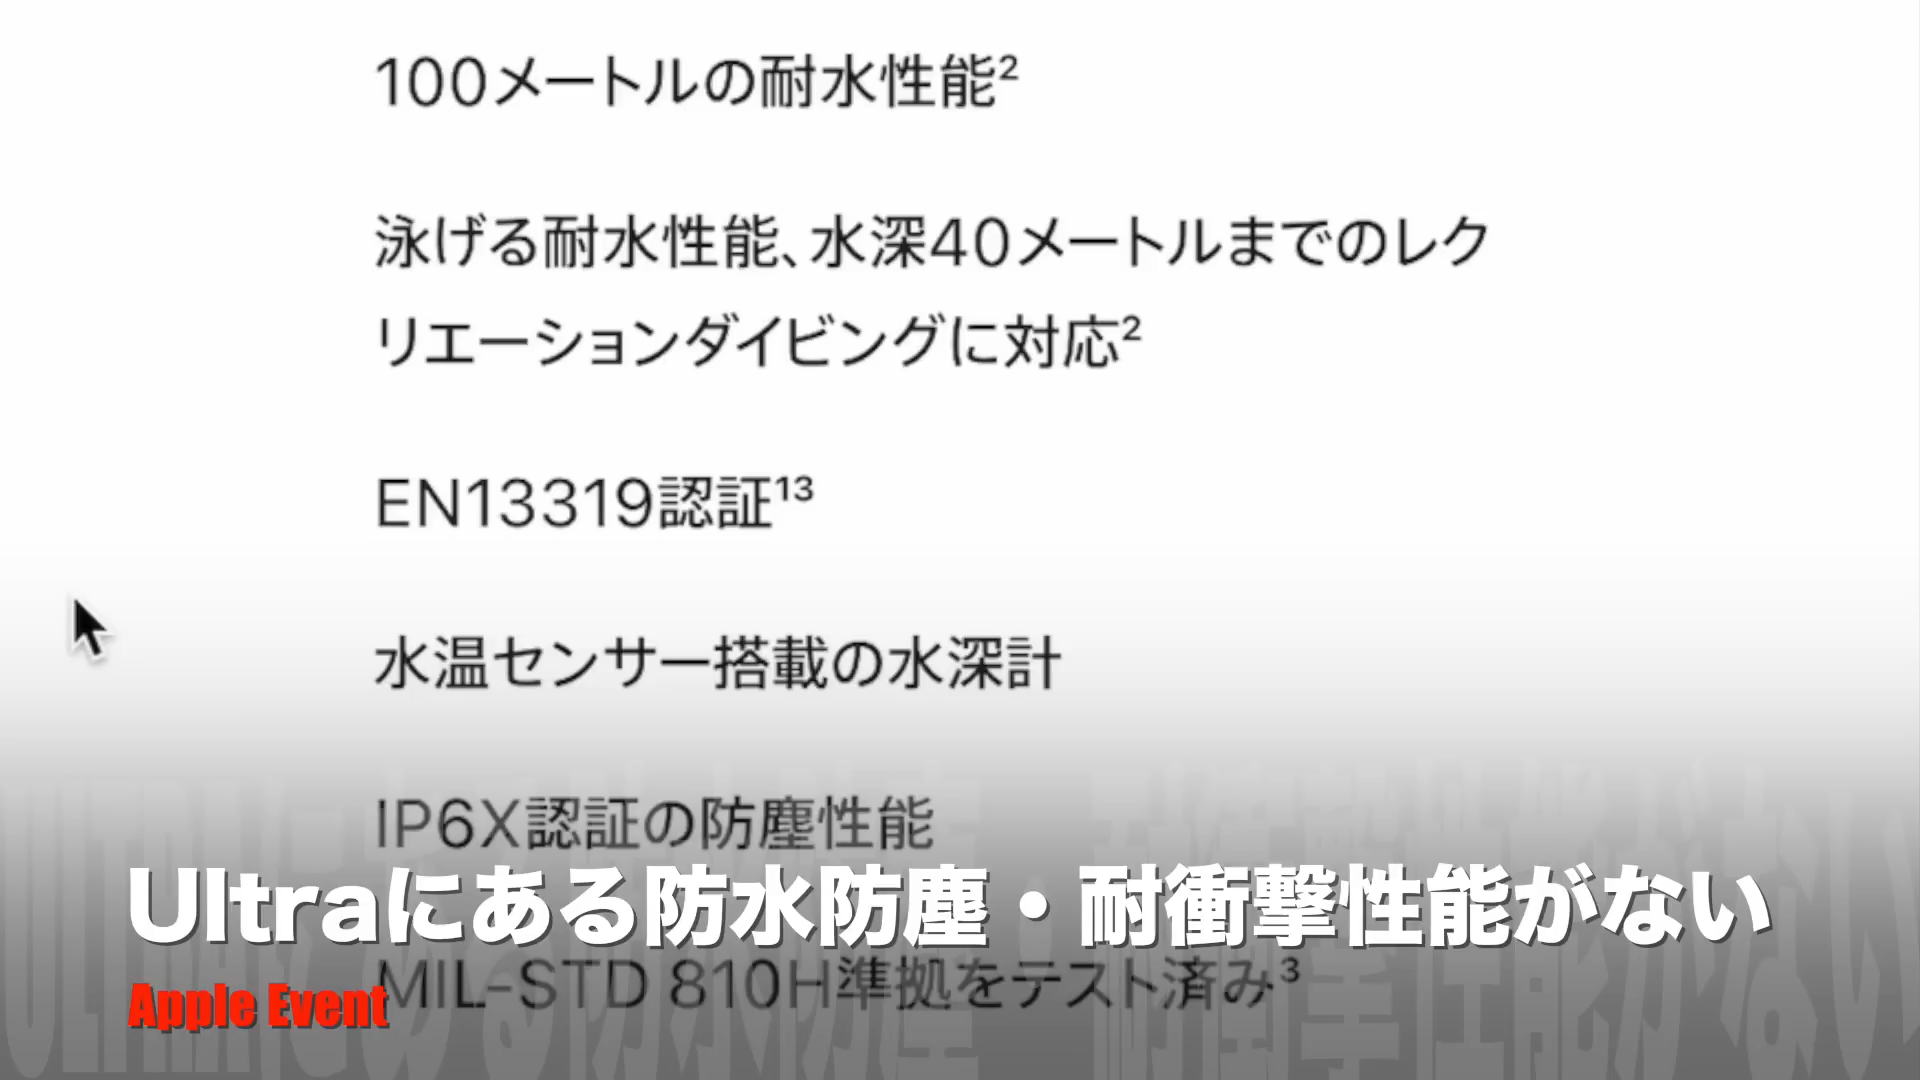 100メートルの耐水性能²
泳げる耐水性能、水深40メートルまでのレク
リエーションダイビングに対応²
EN13319認証¹³
水温センサー搭載の水深計
IP6X認証の防塵性能
Ultraにある防水防塵・耐衝撃性能がない
MIL-STD 810H準拠をテスト済み³
Apple Event